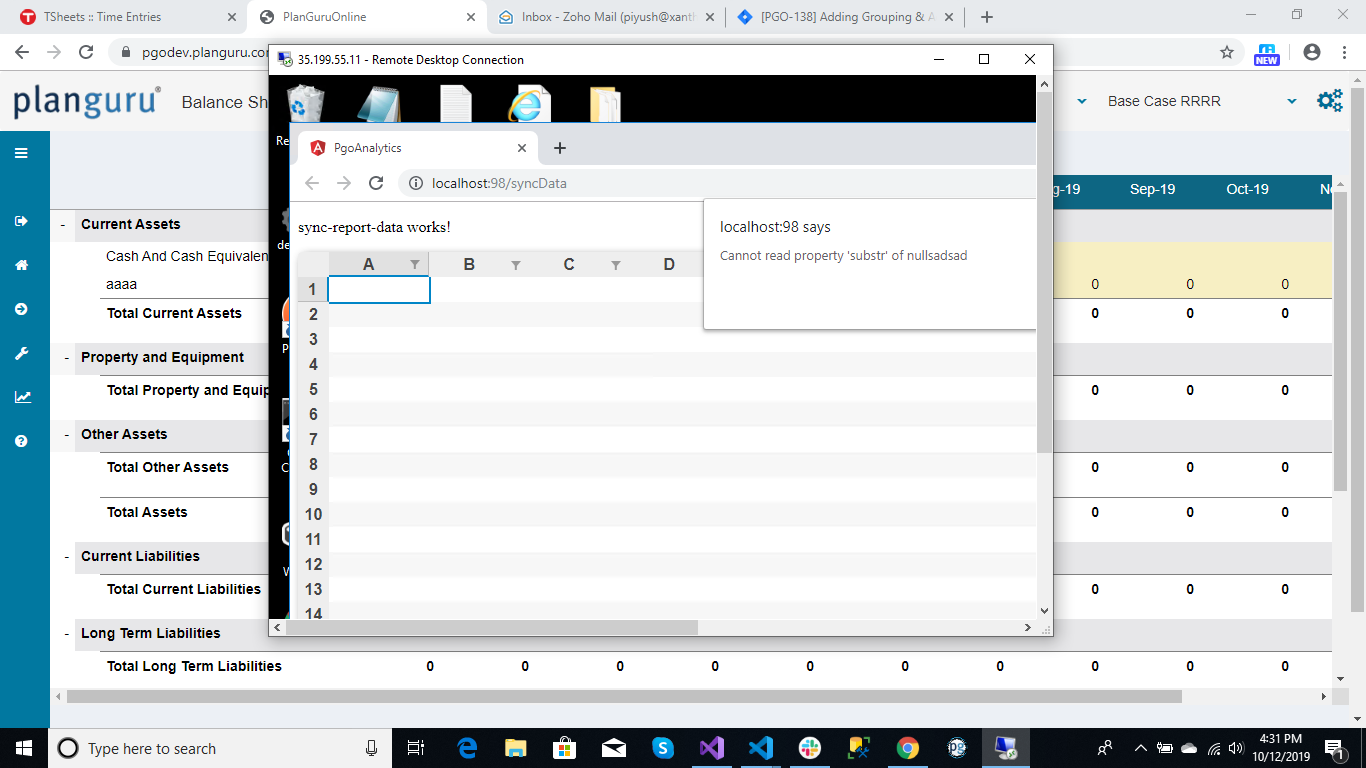 TSheets :: Time Entries
PlanGuruOnline
Inbox - Zoho Mail (piyush@xant
[PGO-138] Adding Grouping & A
pgodev.planguru.co
NEW
planguru®
Balance Sh
Base Case RRRR
35.199.55.11 - Remote Desktop Connection
Re
PgoAnalytics
localhost:98/syncData
sync-report-data works!
localhost:98 says
Cannot read property 'substr' of nullsadsad
A B C D
1
2
3
4
5
6
7
8
9
10
11
12
13
14
de
P
C
W
g-19 Sep-19 Oct-19 N
- Current Assets
Cash And Cash Equivalen
aaaa 0 0 0
Total Current Assets 0 0 0
- Property and Equipment
Total Property and Equip 0 0 0
- Other Assets
Total Other Assets 0 0 0
Total Assets 0 0 0
- Current Liabilities
Total Current Liabilities 0 0 0
- Long Term Liabilities
Total Long Term Liabilities 0 0 0 0 0 0 0 0 0 0
Type here to search
4:31 PM
10/12/2019
1